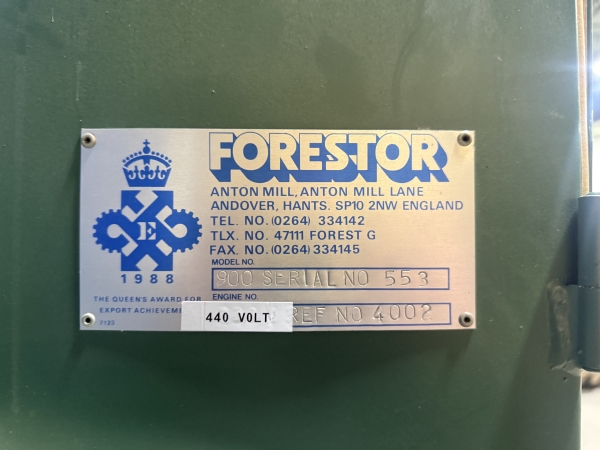 FORESTOR
ANTON MILL, ANTON MILL LANE
ANDOVER, HANTS. SP10 2NW ENGLAND
TEL. NO. (0264) 334142
TLX. NO. 47111 FOREST G
FAX. NO. (0264) 334145
MODEL NO.
900 SERIAL NO 553
ENGINE NO.
REF NO 4002
E
1988
THE QUEEN'S AWARD FOR
EXPORT ACHIEVEME
7123
440 VOLT